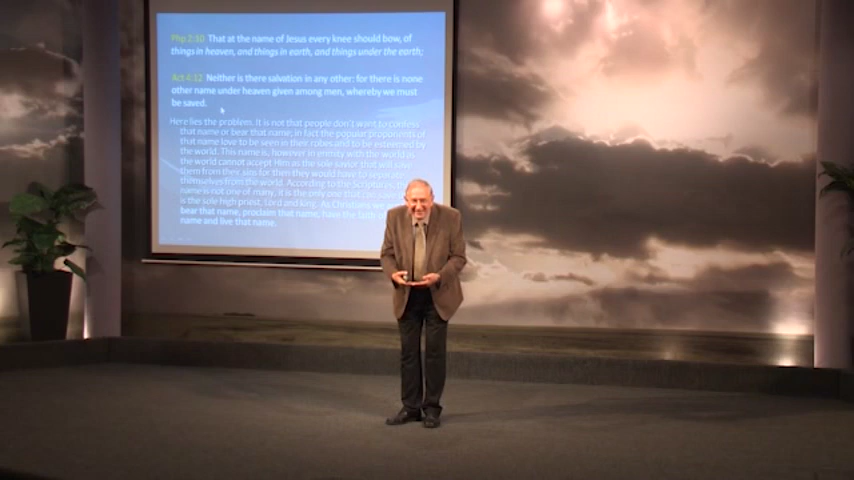 Php 2:10 That at the name of Jesus every knee should bow, of
things in heaven, and things in earth, and things under the earth;
Act 4:12 Neither is there salvation in any other: for there is none
other name under heaven given among men, whereby we must
be saved.
Here lies the problem. It is not that people don't want to confess
that name or bear that name; in fact the popular proponents of
that name love to be seen in their robes and to be esteemed by
the world. This name is, however in enmity with the world as
the world cannot accept Him as the sole savior that will save
them from their sins for then they would have to separate
themselves from the world. According to the Scriptures,
name is not one of many, it is the only one that can
is the sole high priest, Lord and king. As Christians we
bear that name, proclaim that name, have the faith
name and live that name.